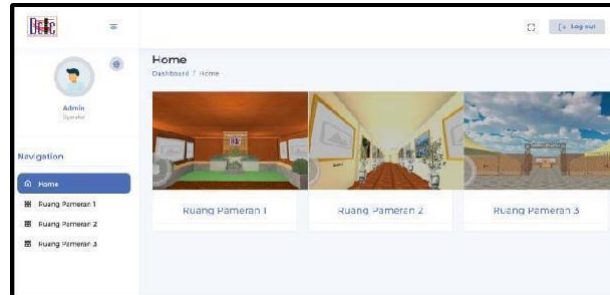 Log out
Home
Dashboard / Home
Admin
Operator
Navigation
Home
Ruang Pameran 1
Ruang Pameran 2
Ruang Pameran 3
Ruang Pameran 1
Ruang Pameran 2
Ruang Pameran 3